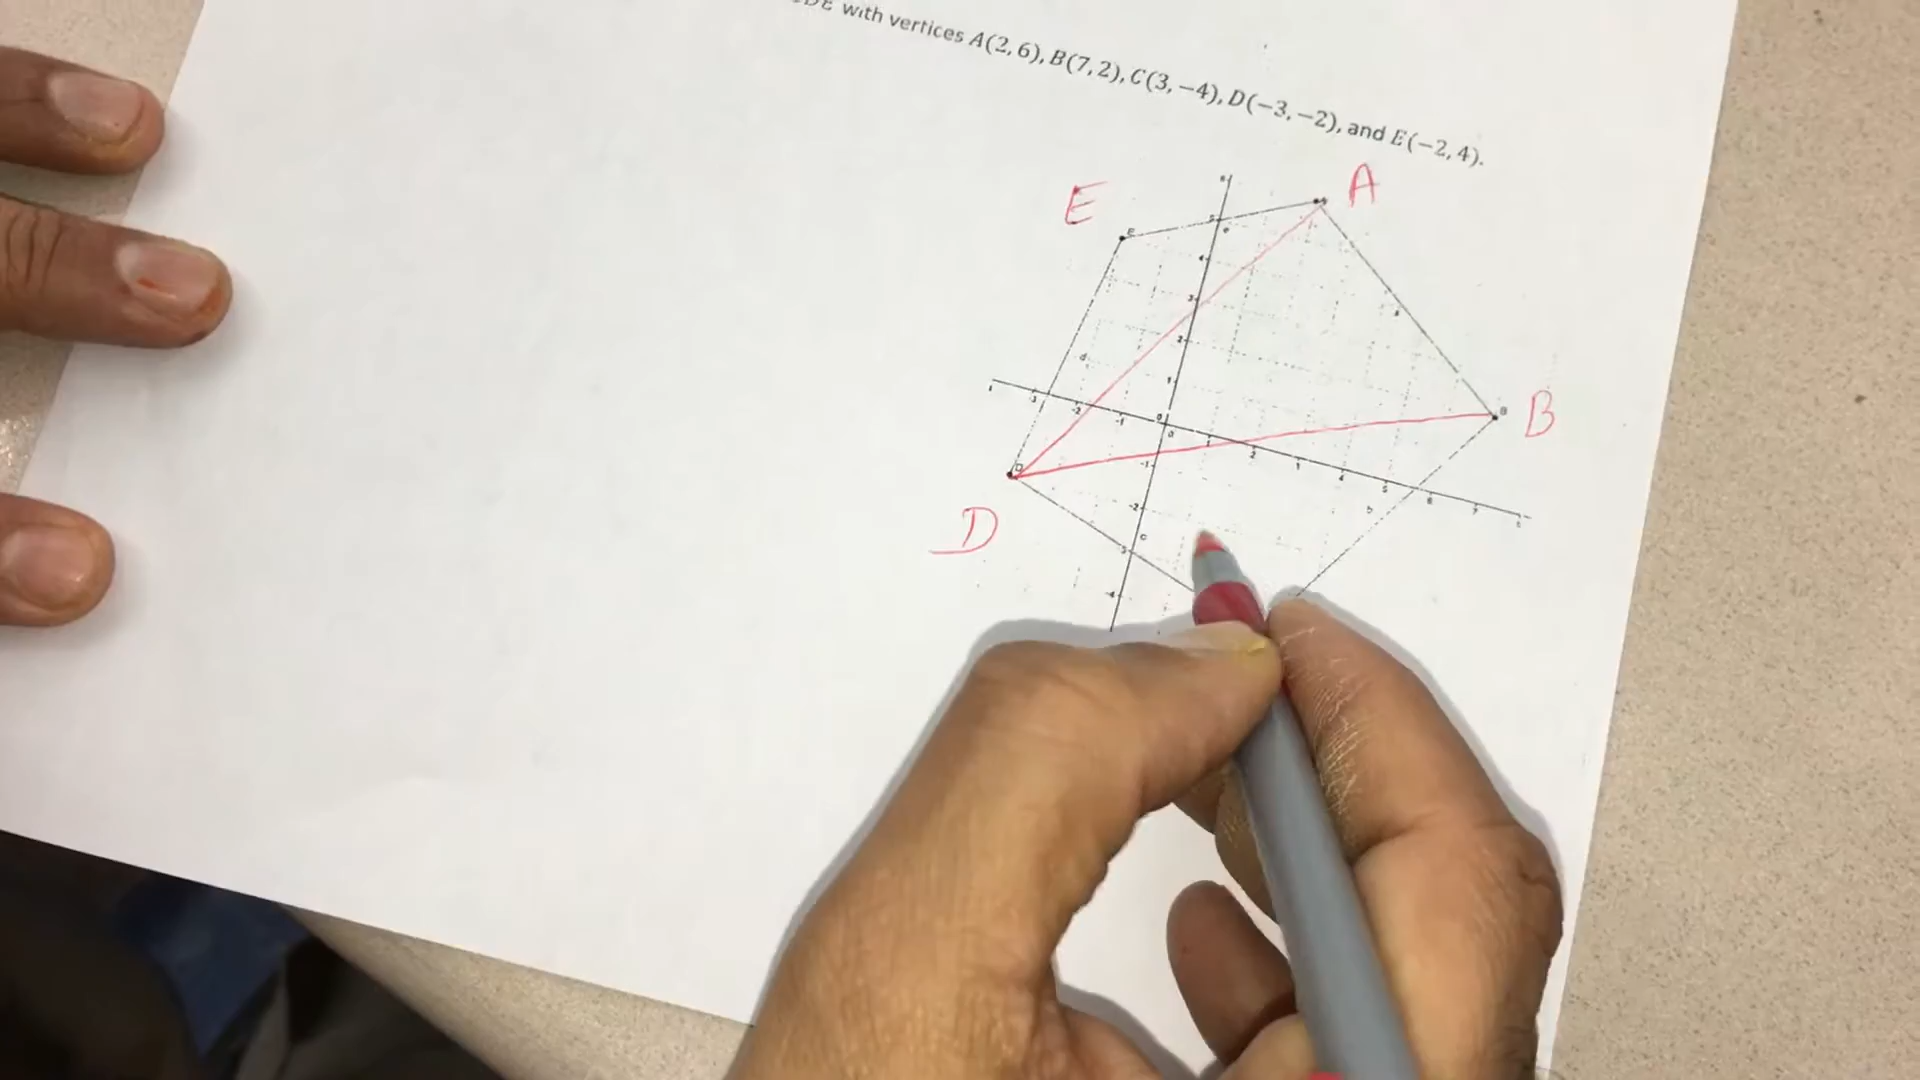 with vertices A(2, 6), B(7, 2), C(3, −4), D(−3, −2), and E(−2, 4).
E
A
B
D